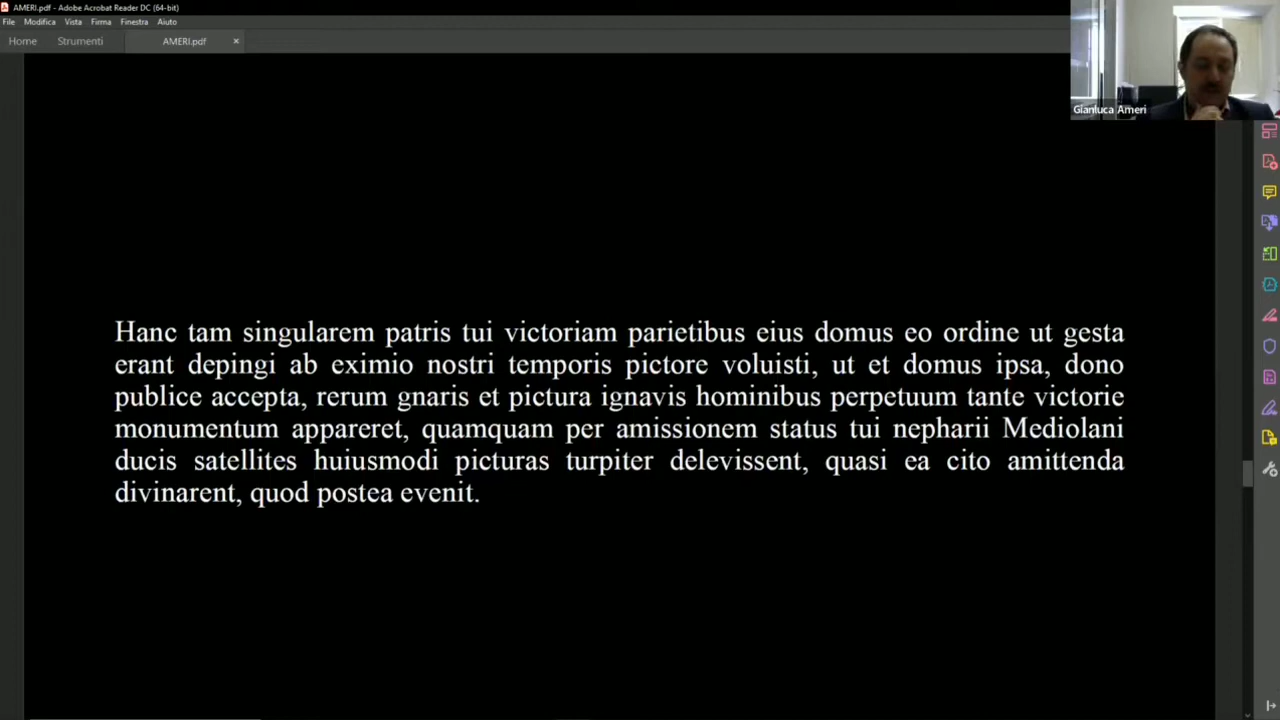 AMERI.pdf - Adobe Acrobat Reader DC (64-bit)
File Modifica Vista Firma Finestra Aiuto
Home Strumenti AMERI.pdf ×
Gianluca Ameri
Hanc tam singularem patris tui victoriam parietibus eius domus eo ordine ut gesta
erant depingi ab eximio nostri temporis pictore voluisti, ut et domus ipsa, dono
publice accepta, rerum gnaris et pictura ignavis hominibus perpetuum tante victorie
monumentum appareret, quamquam per amissionem status tui nepharii Mediolani
ducis satellites huiusmodi picturas turpiter delevissent, quasi ea cito amittenda
divinarent, quod postea evenit.